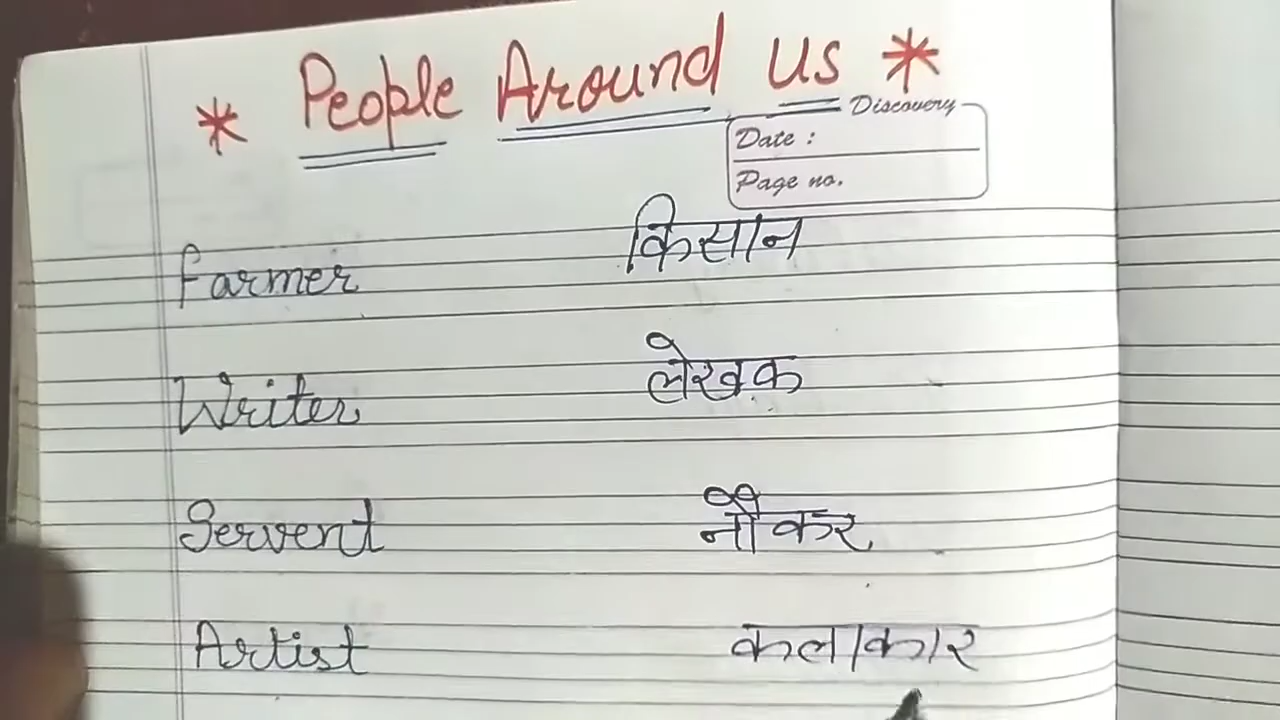 * People Around us *
Discovery
Date :
Page no.
Farmer किसान
Writer लेखक
Servent नौकर
Artist कलाकार